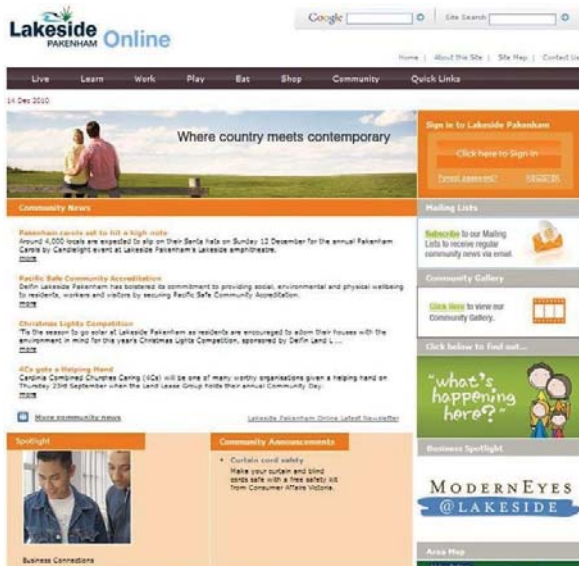 Lakeside
PAKENHAM
Online
Google
Site Search
Home | About this Site | Site Map | Contact Us
Live Learn Work Play Eat Shop Community Quick Links
14 Dec 2010
Where country meets contemporary
Sign in to Lakeside Pakenham
Click here to Sign in
Forgot password? REGISTER
Community News
Pakenham carols set to hit a high note
Around 4,000 locals are expected to slip on their Santa hats on Sunday 12 December for the annual Pakenham
Carols by Candlelight event at Lakeside Pakenham's Lakeside amphitheatre.
more
Pacific Safe Community Accreditation
Delfin Lakeside Pakenham has bolstered its commitment to providing social, environmental and physical wellbeing
to residents, workers and visitors by securing Pacific Safe Community Accreditation.
more
Christmas Lights Competition
'Tis the season to go solar at Lakeside Pakenham as residents are encouraged to adorn their houses with the
environment in mind for this year's Christmas Lights Competition, sponsored by Delfin Land L ...
more
4Cs gets a Helping Hand
Cardinia Combined Churches Caring (4Cs) will be one of many worthy organisations given a helping hand on
Thursday 23rd September when the Land Lease Group holds their annual Community Day.
more
More community news
Lakeside Pakenham Online Latest Newsletter
Mailing Lists
Subscribe to our Mailing
Lists to receive regular
community news via email.
Community Gallery
Click Here to view our
Community Gallery.
Click below to find out...
"what's
happening
here?"
Spotlight
Business Connections
Community Announcements
Curtain cord safety
Make your curtain and blind
cords safe with a free safety kit
from Consumer Affairs Victoria.
Business Spotlight
MODERNEYES
@LAKESIDE
Area Map